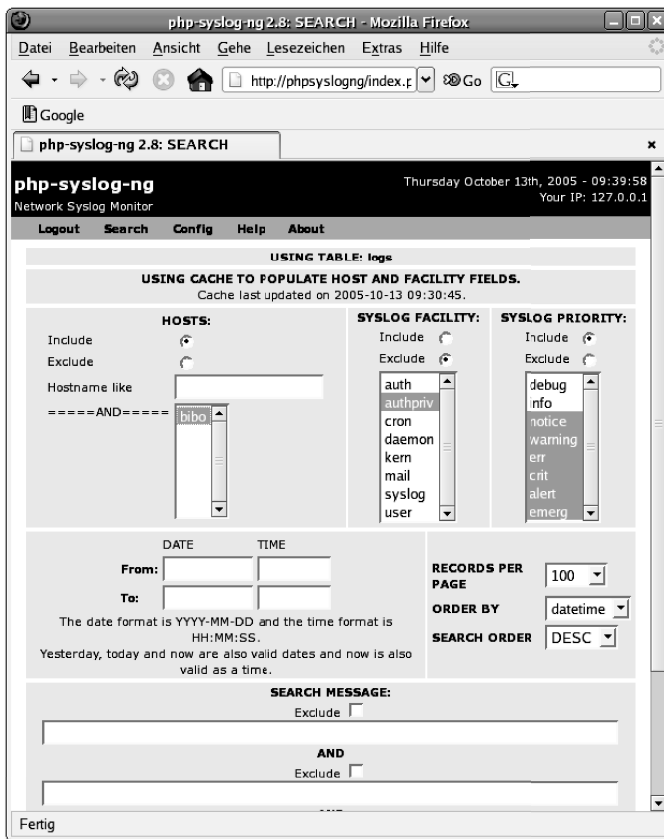 php-syslog-ng 2.8: SEARCH - Mozilla Firefox
Datei Bearbeiten Ansicht Gehe Lesezeichen Extras Hilfe
http://phpsyslogng/index.p Go G
Google
php-syslog-ng 2.8: SEARCH
php-syslog-ng
Thursday October 13th, 2005 - 09:39:58
Network Syslog Monitor
Your IP: 127.0.0.1
Logout Search Config Help About
USING TABLE: logs
USING CACHE TO POPULATE HOST AND FACILITY FIELDS.
Cache last updated on 2005-10-13 09:30:45.
HOSTS:
Include
Exclude
Hostname like
=====AND=====
bibo
SYSLOG FACILITY:
Include
Exclude
auth
authpriv
cron
daemon
kern
mail
syslog
user
SYSLOG PRIORITY:
Include
Exclude
debug
info
notice
warning
err
crit
alert
emerg
DATE TIME
From:
To:
The date format is YYYY-MM-DD and the time format is
HH:MM:SS.
Yesterday, today and now are also valid dates and now is also
valid as a time.
RECORDS PER
PAGE
100
ORDER BY
datetime
SEARCH ORDER
DESC
SEARCH MESSAGE:
Exclude
AND
Exclude
Fertig